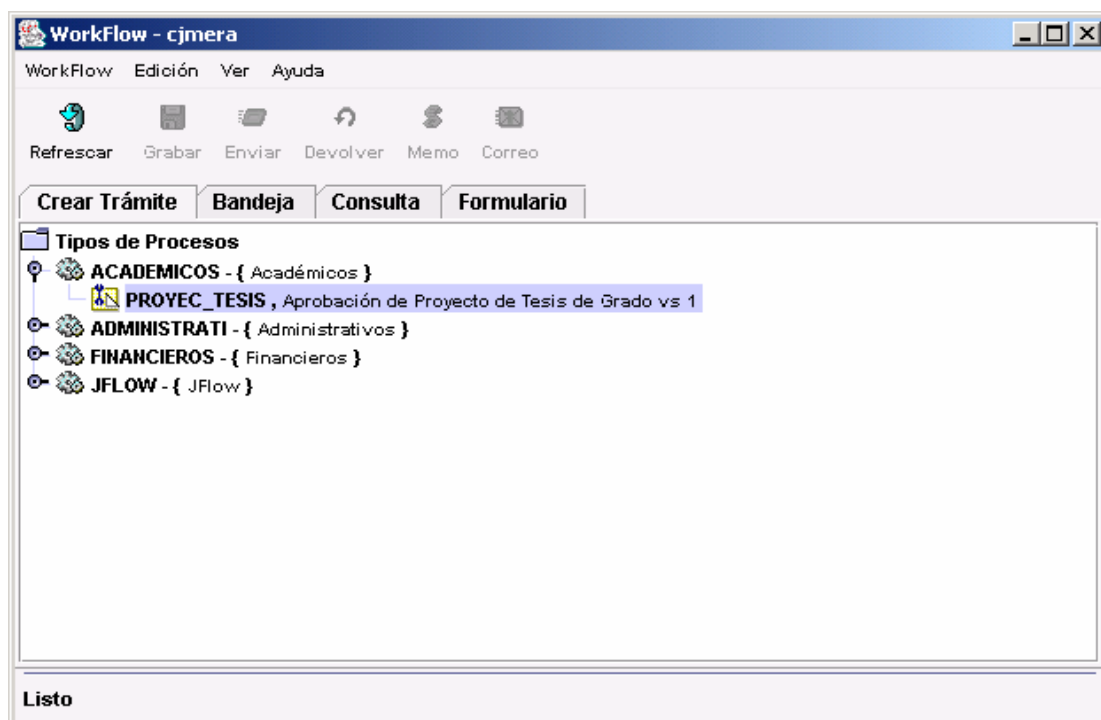 WorkFlow - cjmera
WorkFlow Edición Ver Ayuda
Refrescar Grabar Enviar Devolver Memo Correo
Crear Trámite Bandeja Consulta Formulario
Tipos de Procesos
ACADEMICOS - { Académicos }
PROYEC_TESIS , Aprobación de Proyecto de Tesis de Grado vs 1
ADMINISTRATI - { Administrativos }
FINANCIEROS - { Financieros }
JFLOW - { JFlow }
Listo